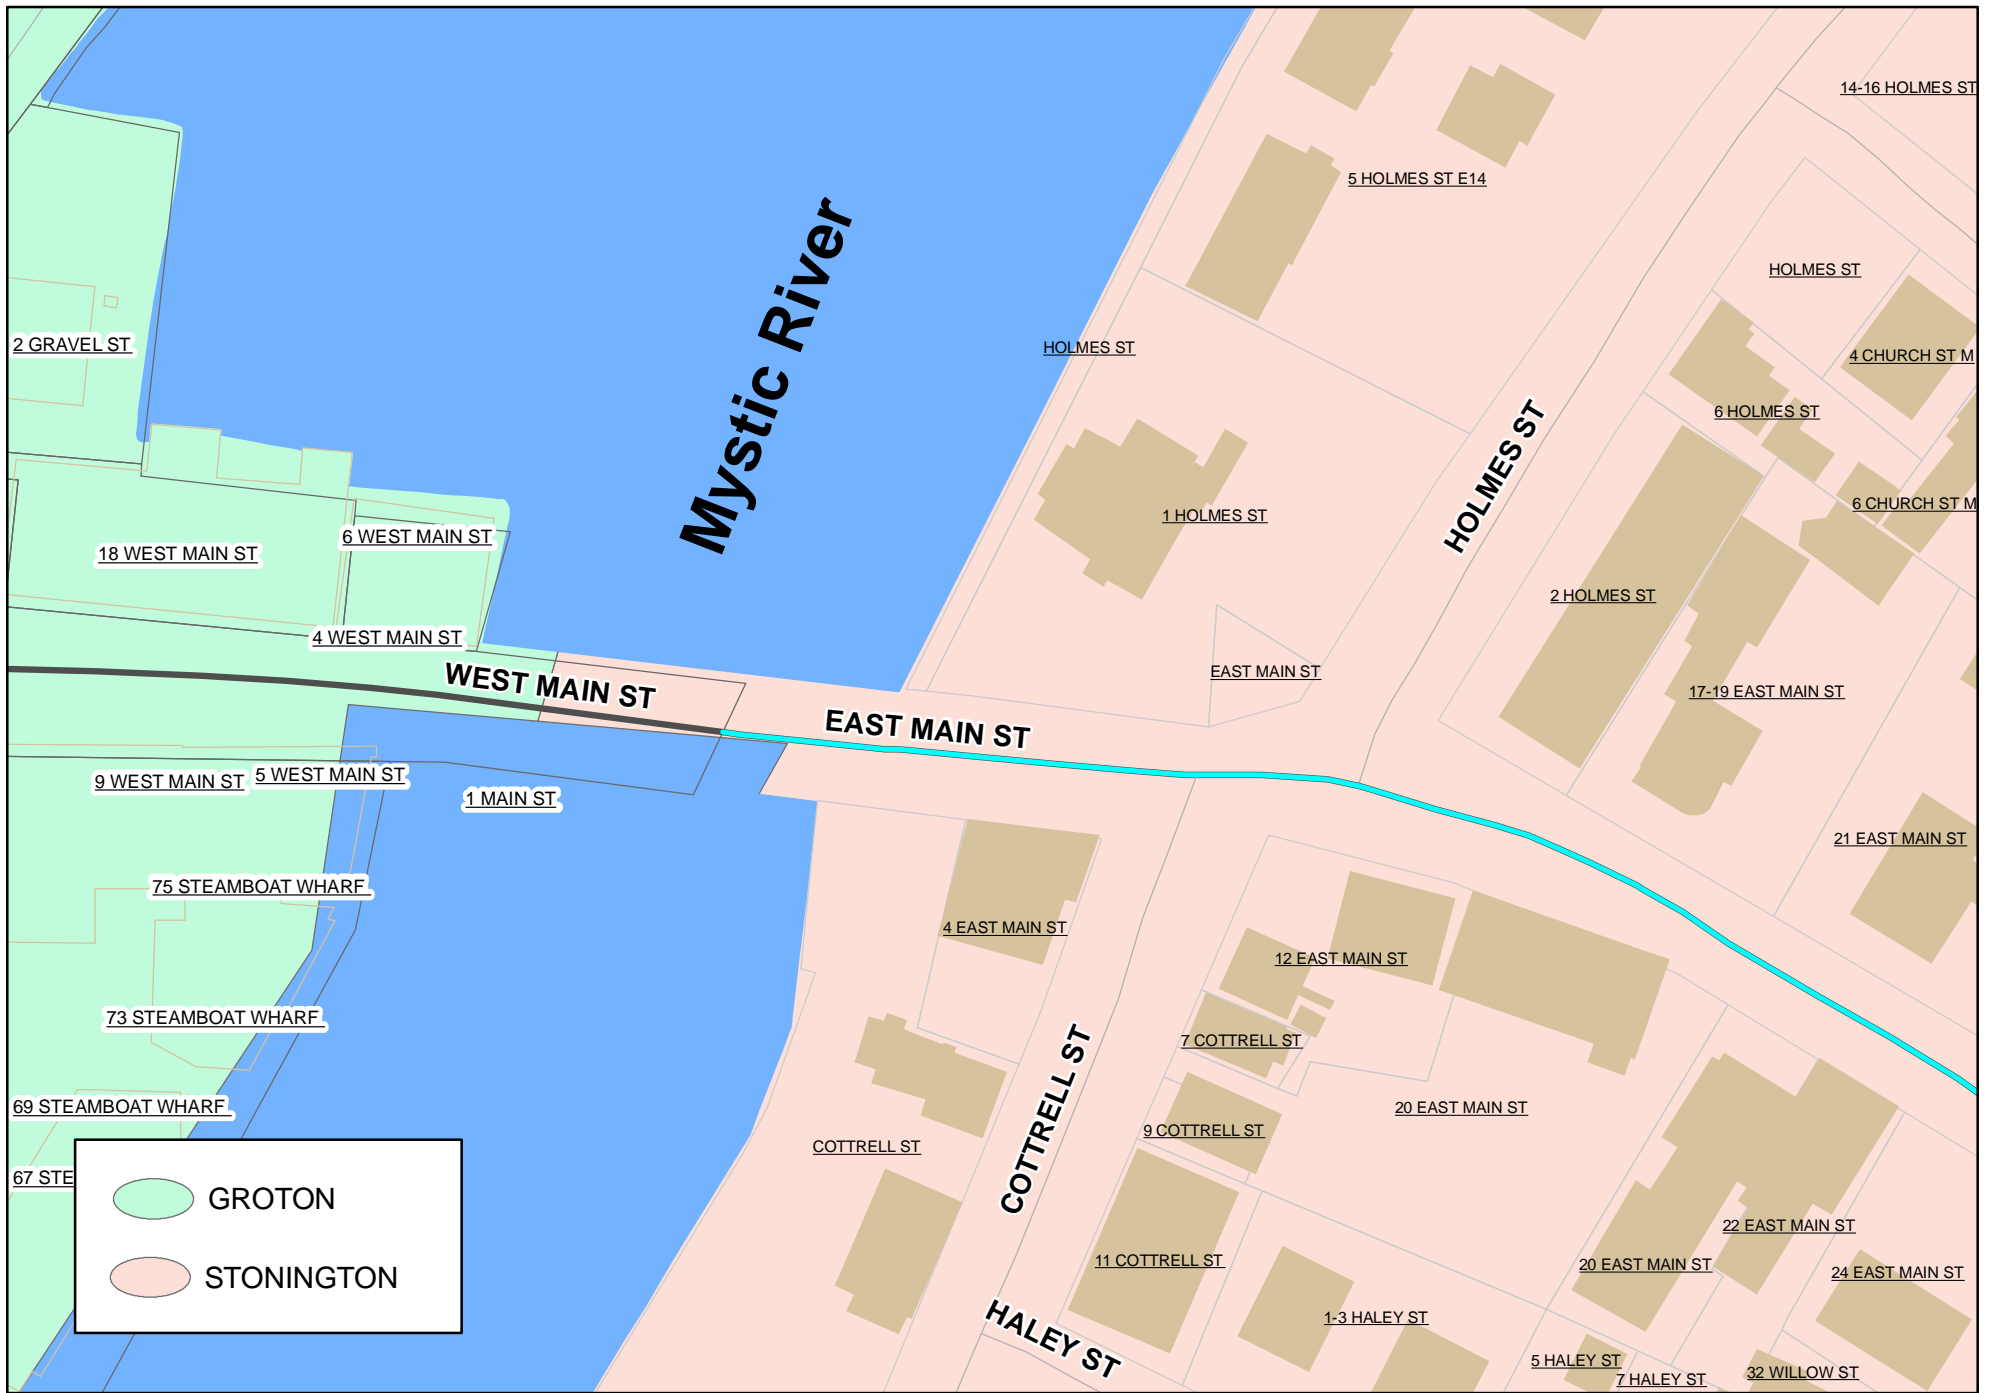 14-16 HOLMES ST
5 HOLMES ST E14
HOLMES ST
2 GRAVEL ST
HOLMES ST
4 CHURCH ST M
Mystic River
6 HOLMES ST
HOLMES ST
6 CHURCH ST M
1 HOLMES ST
6 WEST MAIN ST
18 WEST MAIN ST
2 HOLMES ST
4 WEST MAIN ST
EAST MAIN ST
WEST MAIN ST
17-19 EAST MAIN ST
EAST MAIN ST
5 WEST MAIN ST
9 WEST MAIN ST
1 MAIN ST
21 EAST MAIN ST
75 STEAMBOAT WHARF
4 EAST MAIN ST
12 EAST MAIN ST
73 STEAMBOAT WHARF
7 COTTRELL ST
69 STEAMBOAT WHARF
20 EAST MAIN ST
COTTRELL ST
9 COTTRELL ST
COTTRELL ST
67 STE
GROTON
22 EAST MAIN ST
11 COTTRELL ST
20 EAST MAIN ST
24 EAST MAIN ST
STONINGTON
1-3 HALEY ST
HALEY ST
5 HALEY ST
32 WILLOW ST
7 HALEY ST